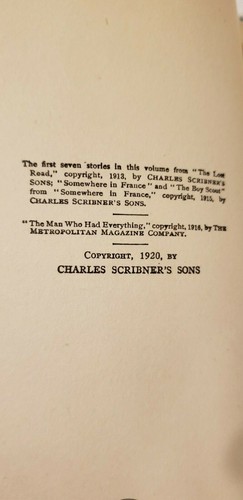 The first seven stories in this volume from "The Lost
Road," copyright, 1913, by CHARLES SCRIBNER'S
SONS; "Somewhere in France" and "The Boy Scout"
from "Somewhere in France," copyright, 1915, by
CHARLES SCRIBNER'S SONS.
"The Man Who Had Everything," copyright, 1916, by THE
METROPOLITAN MAGAZINE COMPANY.
COPYRIGHT, 1920, BY
CHARLES SCRIBNER'S SONS